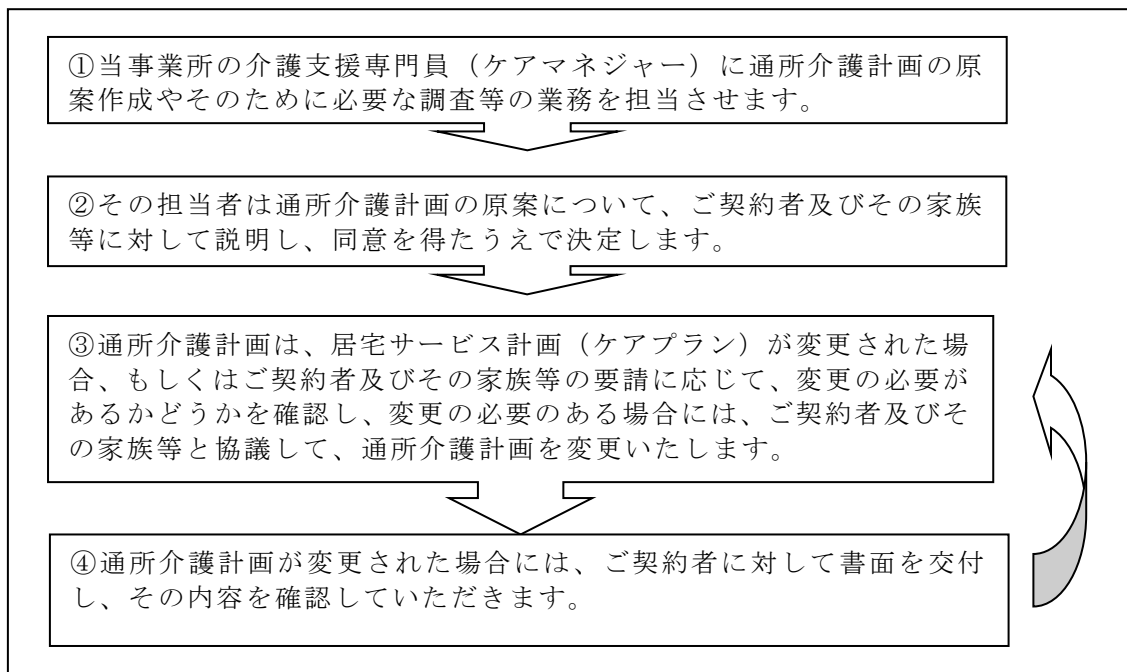 ①当事業所の介護支援専門員（ケアマネジャー）に通所介護計画の原
案作成やそのために必要な調査等の業務を担当させます。
②その担当者は通所介護計画の原案について、ご契約者及びその家族
等に対して説明し、同意を得たうえで決定します。
③通所介護計画は、居宅サービス計画（ケアプラン）が変更された場
合、もしくはご契約者及びその家族等の要請に応じて、変更の必要が
あるかどうかを確認し、変更の必要のある場合には、ご契約者及びそ
の家族等と協議して、通所介護計画を変更いたします。
④通所介護計画が変更された場合には、ご契約者に対して書面を交付
し、その内容を確認していただきます。